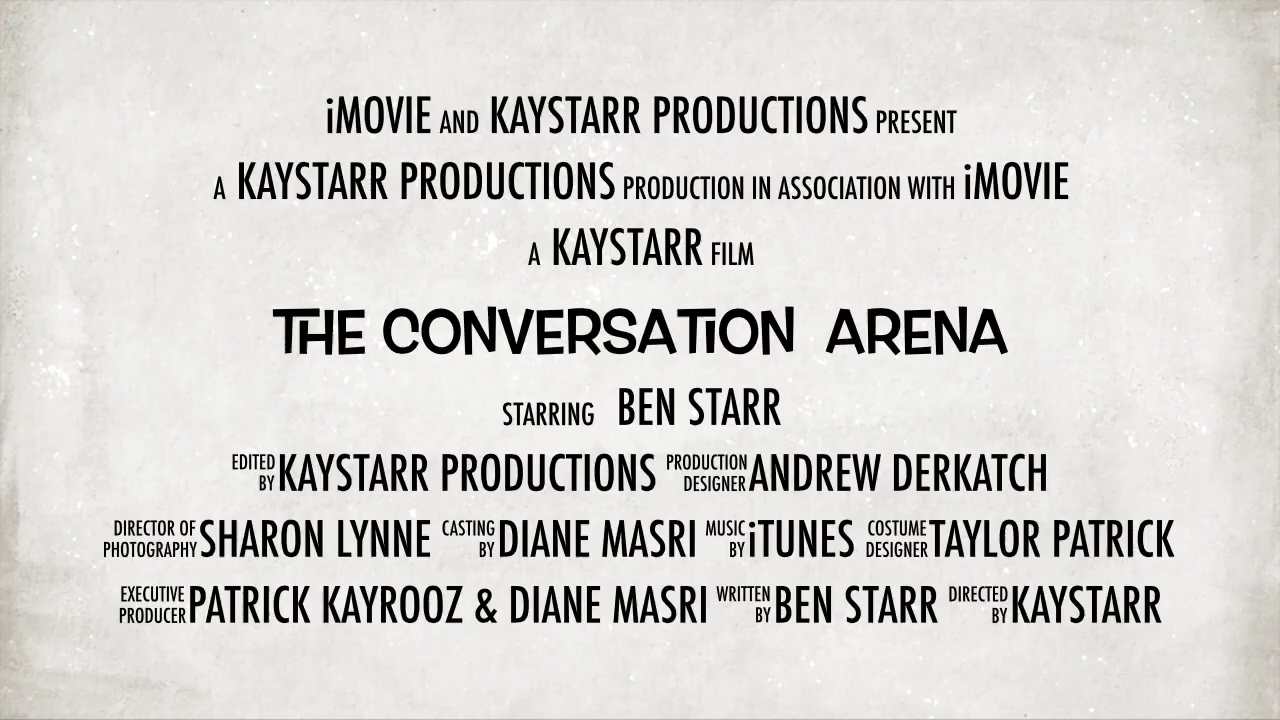 iMOVIE AND KAYSTARR PRODUCTIONS PRESENT
A KAYSTARR PRODUCTIONS PRODUCTION IN ASSOCIATION WITH iMOVIE
A KAYSTARR FILM
THE CONVERSATION ARENA
STARRING BEN STARR
EDITED BY KAYSTARR PRODUCTIONS PRODUCTION DESIGNER ANDREW DERKATCH
DIRECTOR OF PHOTOGRAPHY SHARON LYNNE CASTING BY DIANE MASRI MUSIC BY iTUNES COSTUME DESIGNER TAYLOR PATRICK
EXECUTIVE PRODUCER PATRICK KAYROOZ & DIANE MASRI WRITTEN BY BEN STARR DIRECTED BY KAYSTARR